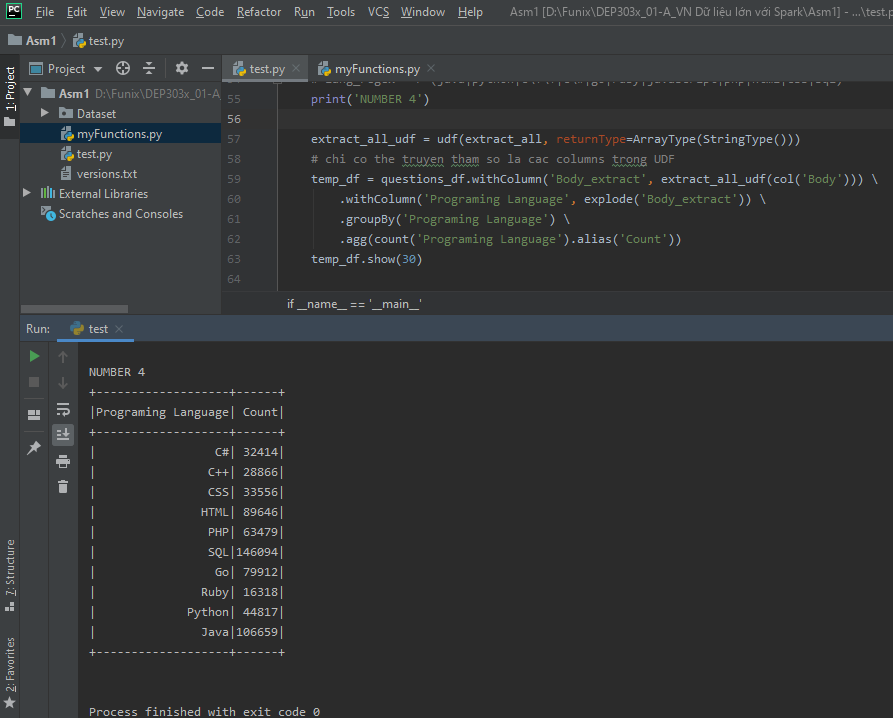 PC File Edit View Navigate Code Refactor Run Tools VCS Window Help Asm1 [D:\Funix\DEP303x_01-A_VN Dữ liệu lớn với Spark\Asm1] - ...\test.p
Asm1 test.py
1: Project
Project
test.py
myFunctions.py
Asm1 D:\Funix\DEP303x_01-A
Dataset
myFunctions.py
test.py
versions.txt
External Libraries
Scratches and Consoles
55 print('NUMBER 4')
56
57 extract_all_udf = udf(extract_all, returnType=ArrayType(StringType()))
58 # chi co the truyen tham so la cac columns trong UDF
59 temp_df = questions_df.withColumn('Body_extract', extract_all_udf(col('Body'))) \
60 .withColumn('Programing Language', explode('Body_extract')) \
61 .groupBy('Programing Language') \
62 .agg(count('Programing Language').alias('Count'))
63 temp_df.show(30)
64
if __name__ == '__main__'
Run: test
NUMBER 4
+-------------------+------+
|Programing Language| Count|
+-------------------+------+
|                 C#| 32414|
|                C++| 28866|
|                CSS| 33556|
|               HTML| 89646|
|                PHP| 63479|
|                SQL|146094|
|                 Go| 79912|
|               Ruby| 16318|
|             Python| 44817|
|               Java|106659|
+-------------------+------+
Process finished with exit code 0
7: Structure
2: Favorites